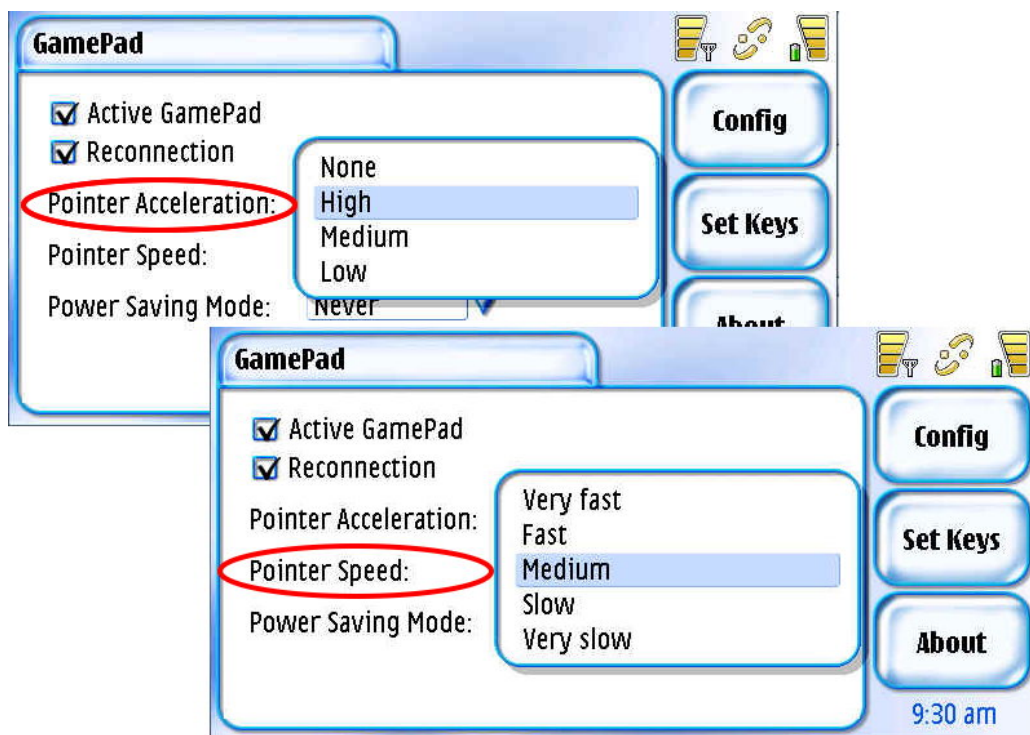 GamePad
Active GamePad
Reconnection
Pointer Acceleration:
None
High
Medium
Low
Pointer Speed:
Power Saving Mode:
Never
Config
Set Keys
About
GamePad
Active GamePad
Reconnection
Pointer Acceleration:
Pointer Speed:
Very fast
Fast
Medium
Slow
Very slow
Power Saving Mode:
Config
Set Keys
About
9:30 am